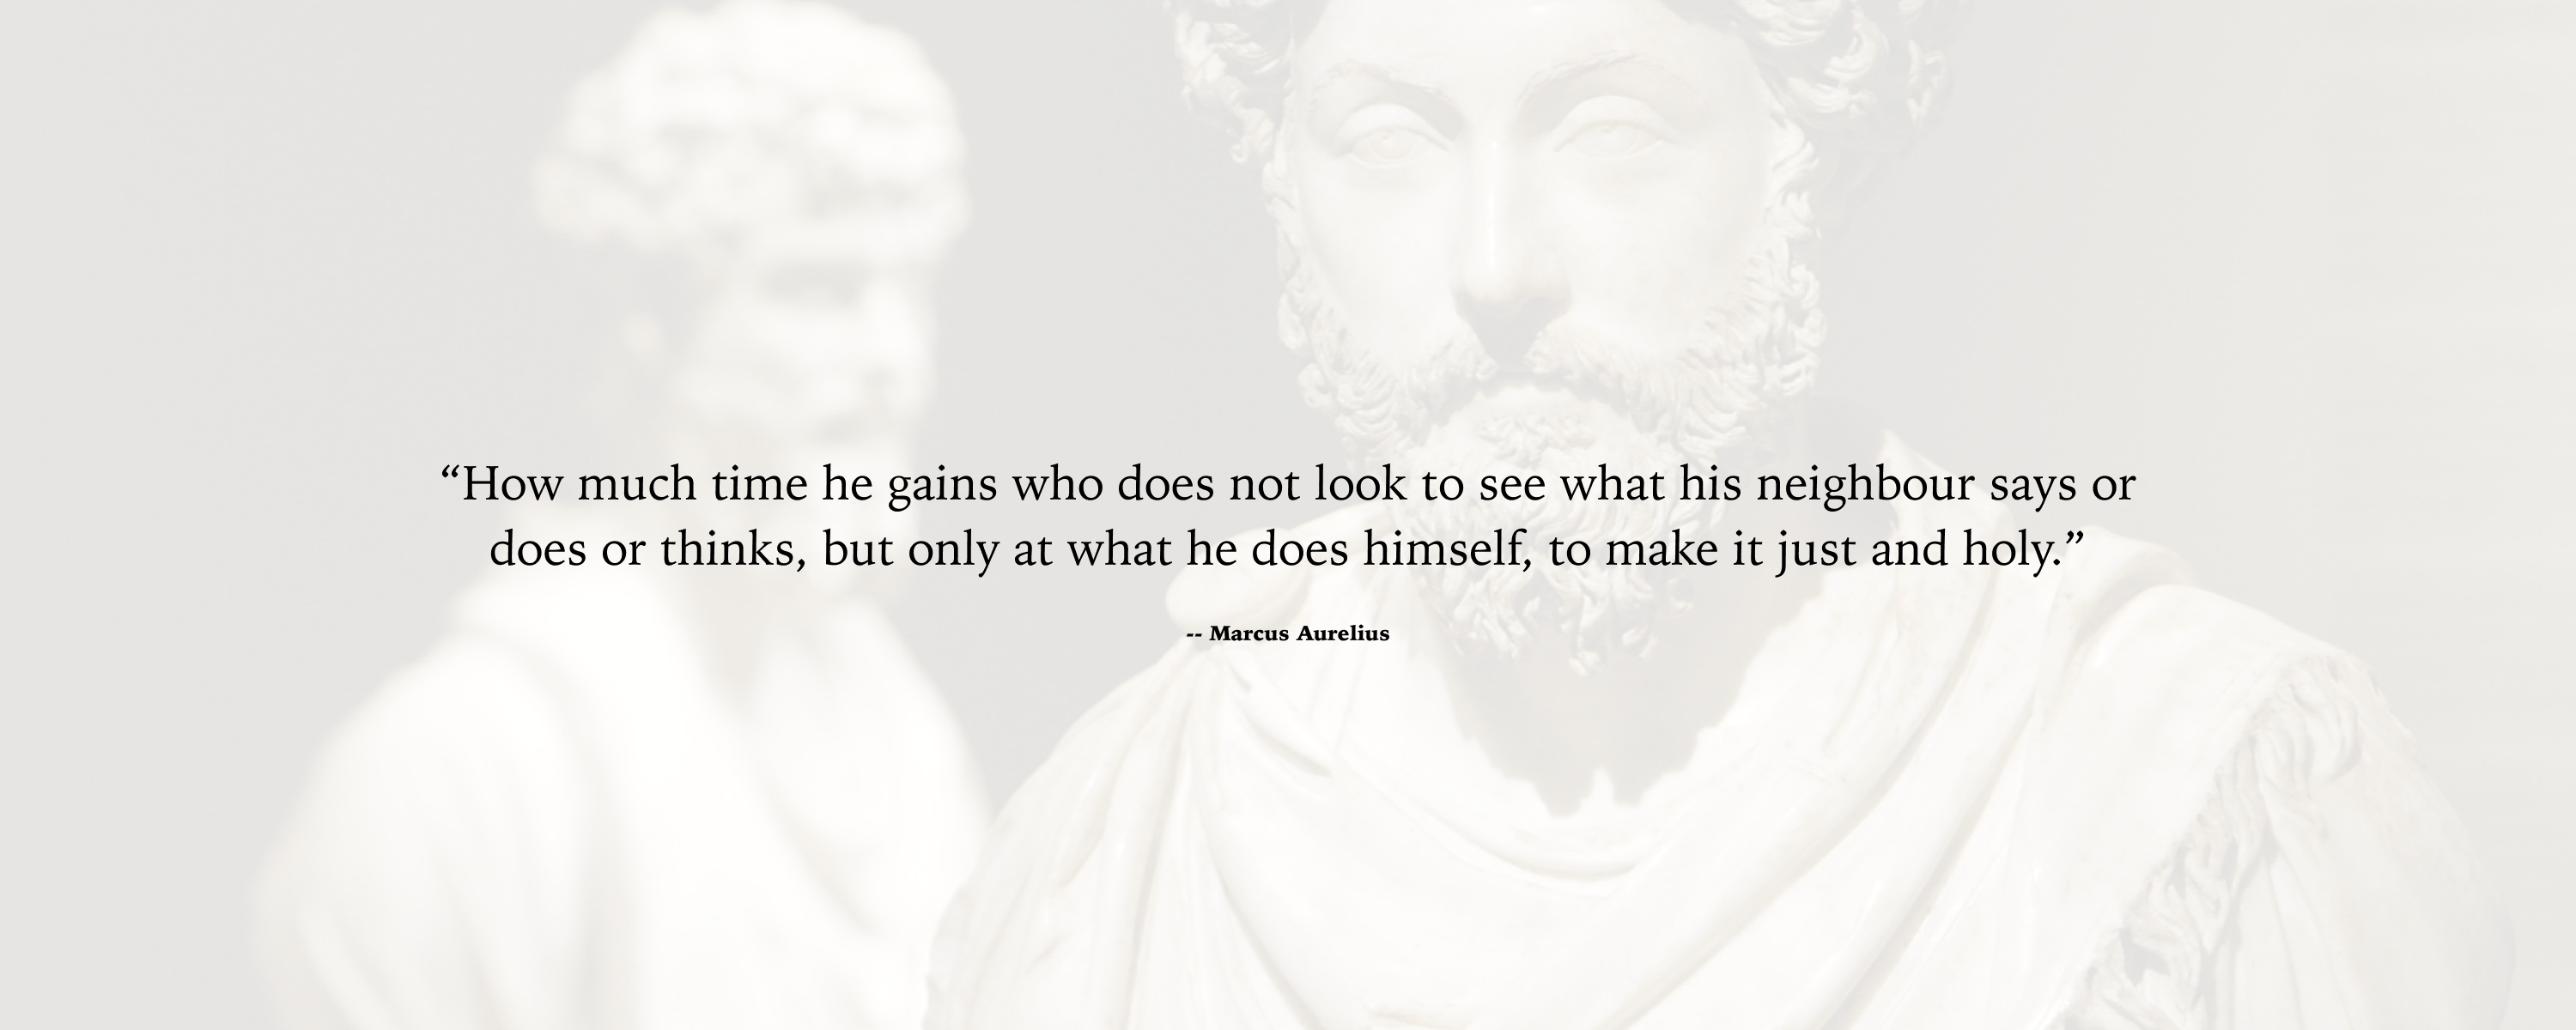 “How much time he gains who does not look to see what his neighbour says or
does or thinks, but only at what he does himself, to make it just and holy.”
-- Marcus Aurelius